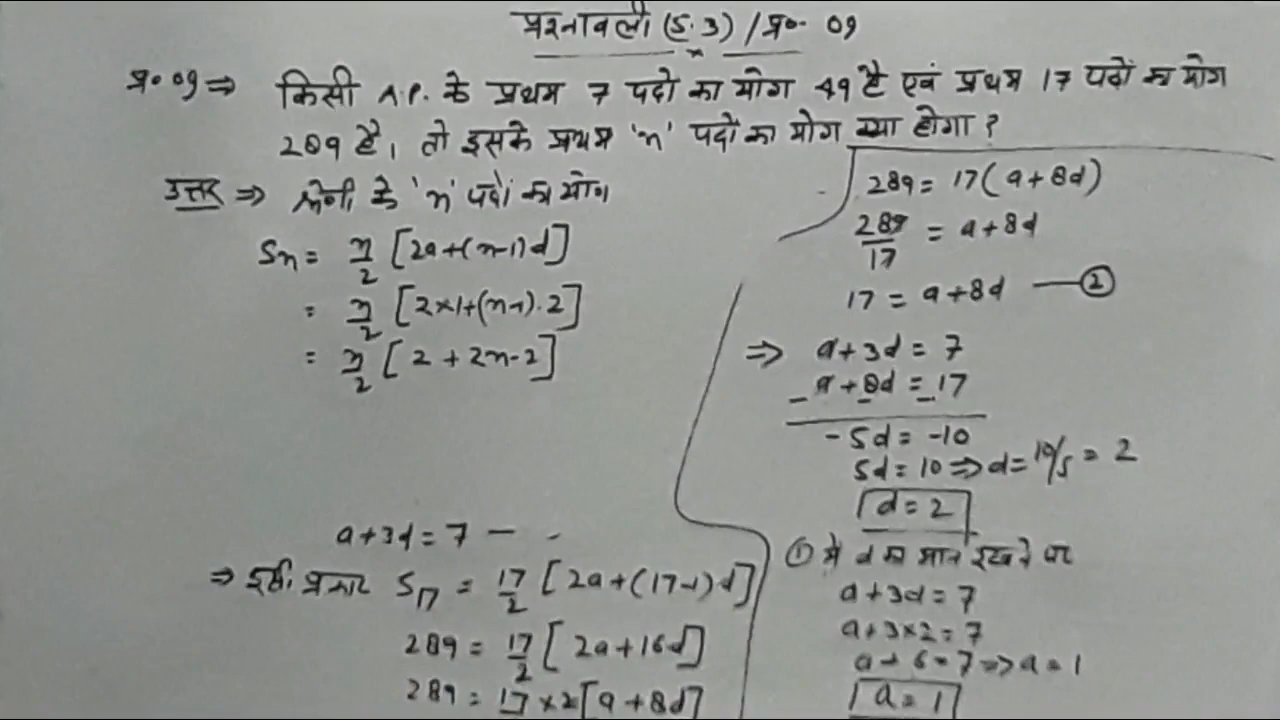 प्रश्नावली (5.3) / प्र०- 09
प्र० 09 ⇒ किसी A.P. के प्रथम 7 पदो का योग 49 है एवं प्रथम 17 पदों का योग
289 है, तो इसके प्रथम 'n' पदों का योग क्या होगा ?
उत्तर ⇒ श्रेणी के 'n' पदों का योग
Sn = n/2 [2a+(n-1)d]
= n/2 [2×1+(n-1).2]
= n/2 [2 + 2n-2]
a+3d = 7 —
⇒ इसी प्रकार S17 = 17/2 [2a+(17-1)d]
289 = 17/2 [2a+16d]
289 = 17/2 ×2[a+8d]
289 = 17(a+8d)
289/17 = a+8d
17 = a+8d — ②
⇒ a+3d = 7
a+8d = 17
-5d = -10
5d = 10 ⇒ d = 10/5 = 2
d = 2
① मे d का मान रखने पर
a+3d = 7
a+3×2 = 7
a+6 = 7 ⇒ a = 1
a = 1